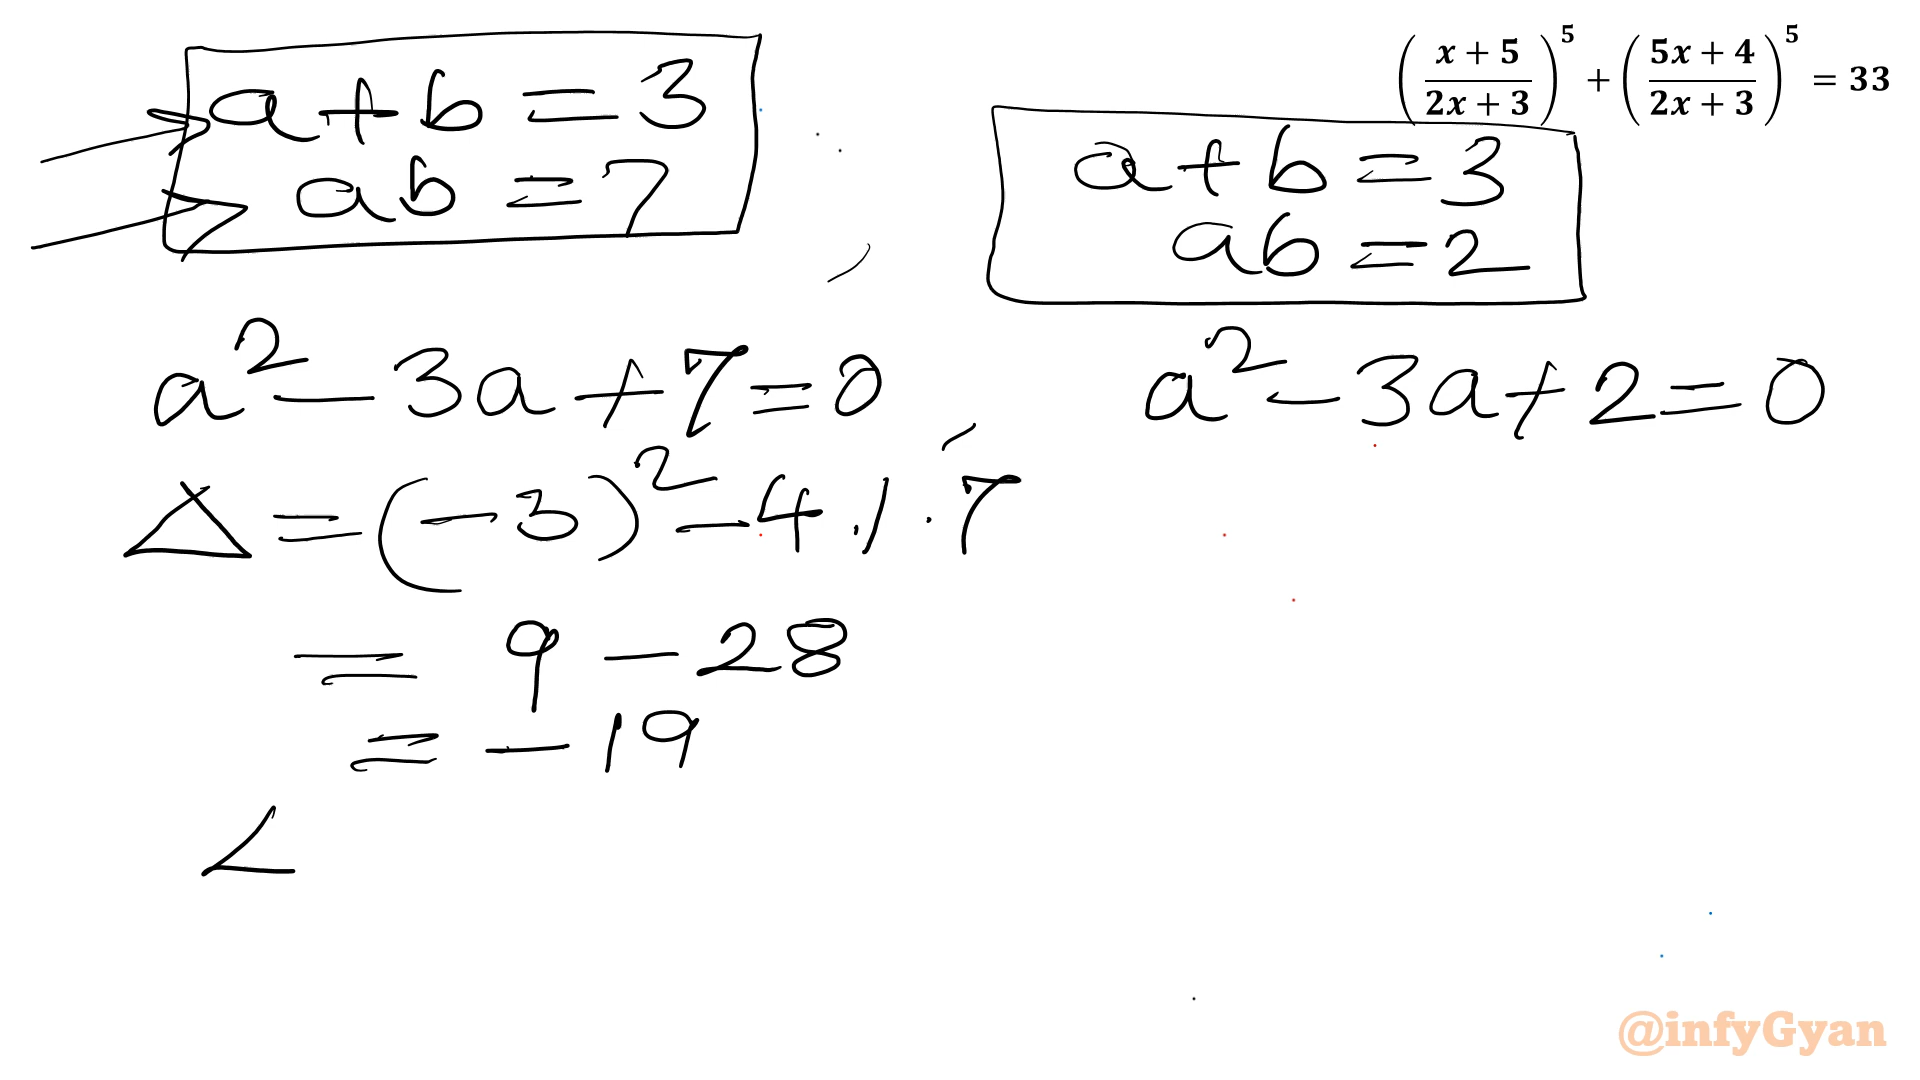 (x + 5 / 2x + 3)⁵ + (5x + 4 / 2x + 3)⁵ = 33
a + b = 3
ab = 7
a² − 3a + 7 = 0
Δ = (−3)² − 4 . 1 . 7
= 9 − 28
= −19
<
a + b = 3
ab = 2
a² − 3a + 2 = 0
@infyGyan